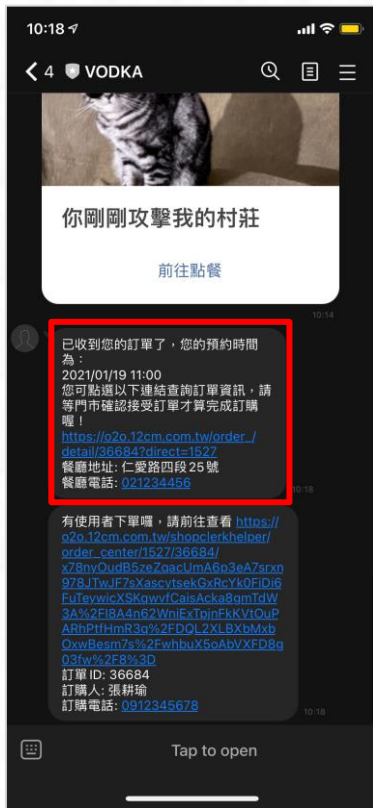 10:18
4 VODKA
你剛剛攻擊我的村莊
前往點餐
10:14
已收到您的訂單了，您的預約時間
為：
2021/01/19 11:00
您可點選以下連結查詢訂單資訊，請
等門市確認接受訂單才算完成訂購
喔！
https://o2o.12cm.com.tw/order_/
detail/36684?direct=1527
餐廳地址: 仁愛路四段25號
餐廳電話: 021234456
10:18
有使用者下單囉，請前往查看 https://
o2o.12cm.com.tw/shopclerkhelper/
order_center/1527/36684/
x78nyOudB5zeZqacUmA6p3eA7srxn
978JTwJF7sXascytsekGxRcYk0FiDi6
FuTeywicXSKqwvfCaisAcka8qmTdW
3A%2Fl8A4n62WniExTpjnFkKVtOuP
ARhPtfHmR3q%2FDQL2XLBXbMxb
OxwBesm7s%2FwhbuX5oAbVXFD8g
03fw%2F8%3D
訂單ID: 36684
訂購人: 張耕瑜
訂購電話: 0912345678
10:18
Tap to open